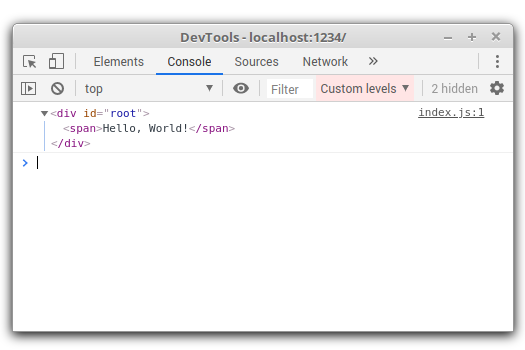 DevTools - localhost:1234/
Elements Console Sources Network
top Filter Custom levels 2 hidden
<div id="root"> index.js:1
<span>Hello, World!</span>
</div>